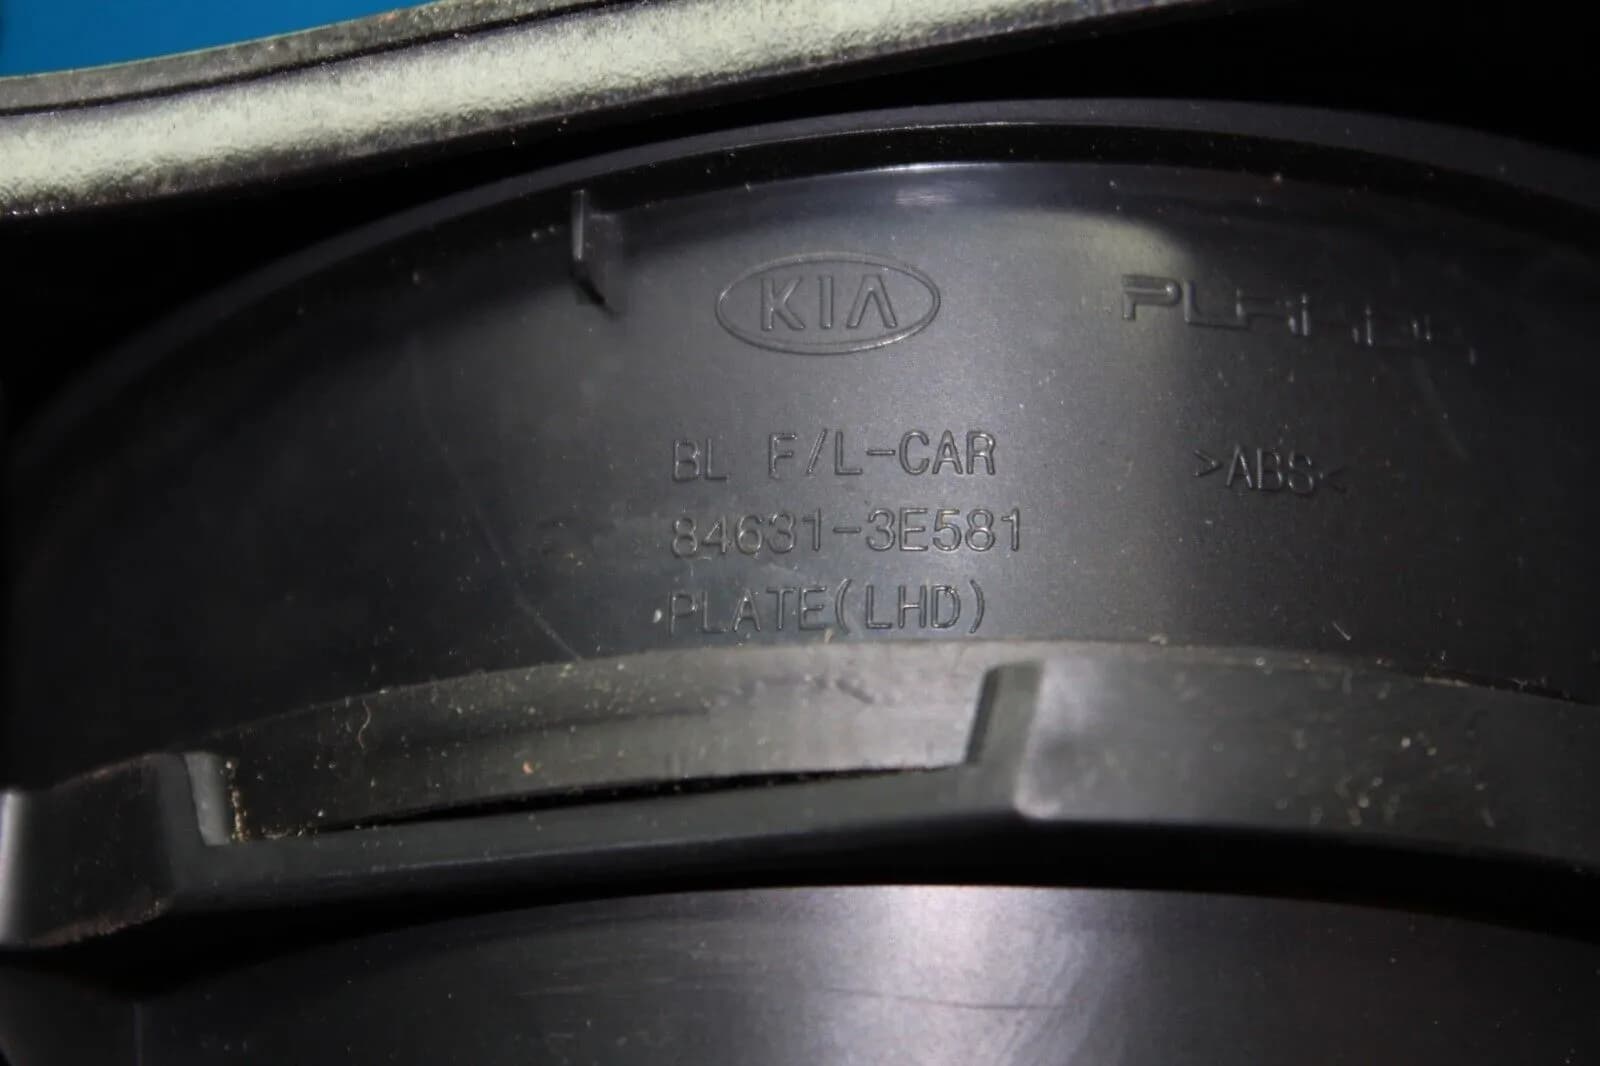 KIA
BL F/L-CAR
>ABS<
84631-3E581
PLATE(LHD)